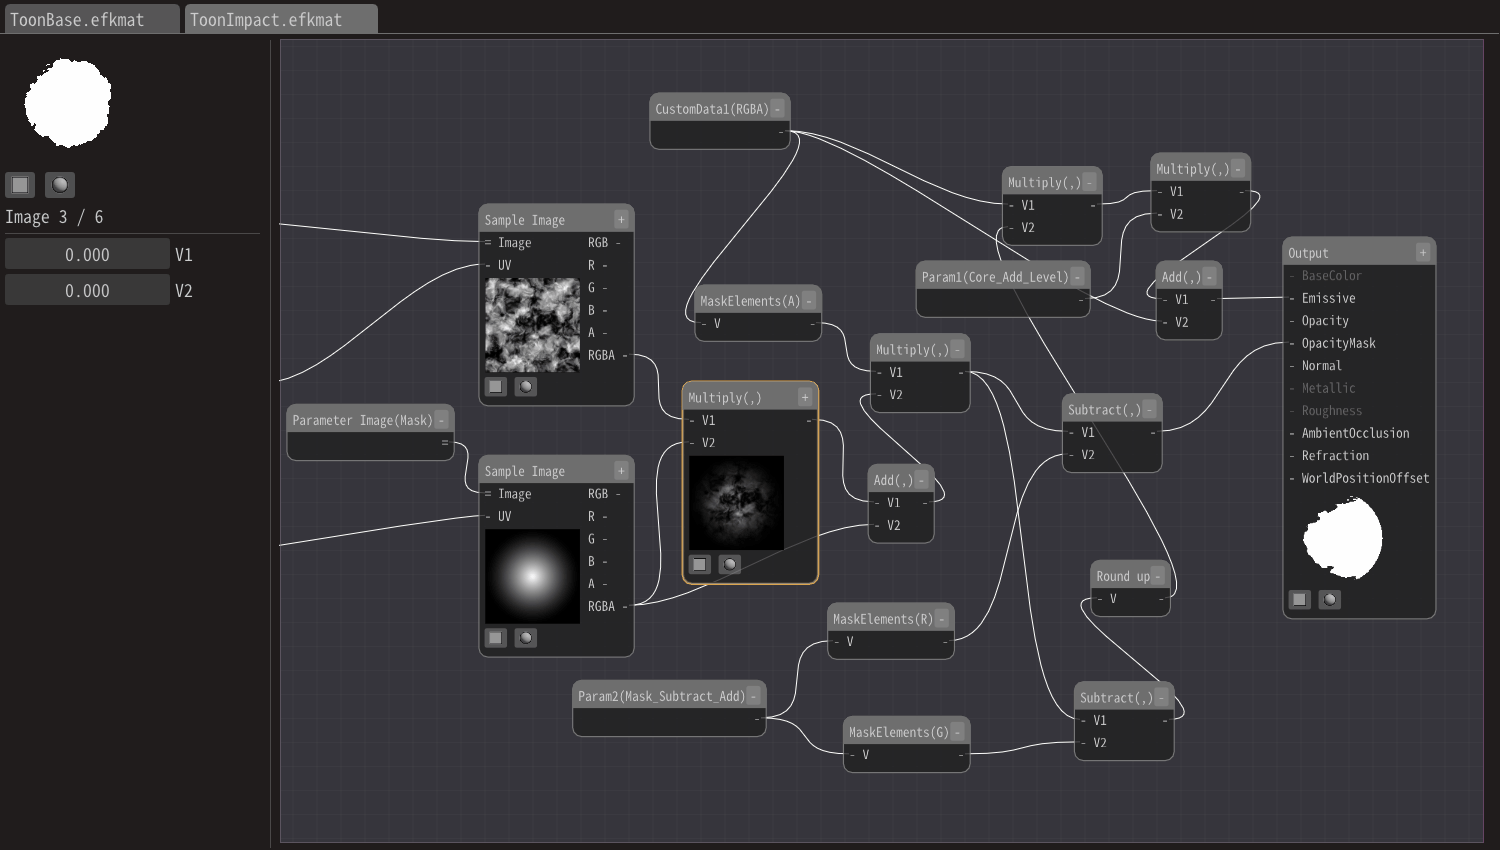 ToonBase.efkmat
ToonImpact.efkmat
Image 3 / 6
0.000 V1
0.000 V2
CustomData1(RGBA) -
Sample Image +
= Image RGB -
- UV R -
G -
B -
A -
RGBA -
Parameter Image(Mask) -
=
Sample Image +
= Image RGB -
- UV R -
G -
B -
A -
RGBA -
MaskElements(A) -
- V -
Multiply(,) +
- V1 -
- V2
Multiply(,) -
- V1 -
- V2
Add(,) -
- V1 -
- V2
Param1(Core_Add_Level) -
-
Multiply(,) -
- V1 -
- V2
Multiply(,) -
- V1 -
- V2
Add(,) -
- V1 -
- V2
Subtract(,) -
- V1 -
- V2
Round up -
- V -
MaskElements(R) -
- V -
Param2(Mask_Subtract_Add) -
-
MaskElements(G) -
- V -
Subtract(,) -
- V1 -
- V2
Output +
- BaseColor
- Emissive
- Opacity
- OpacityMask
- Normal
- Metallic
- Roughness
- AmbientOcclusion
- Refraction
- WorldPositionOffset